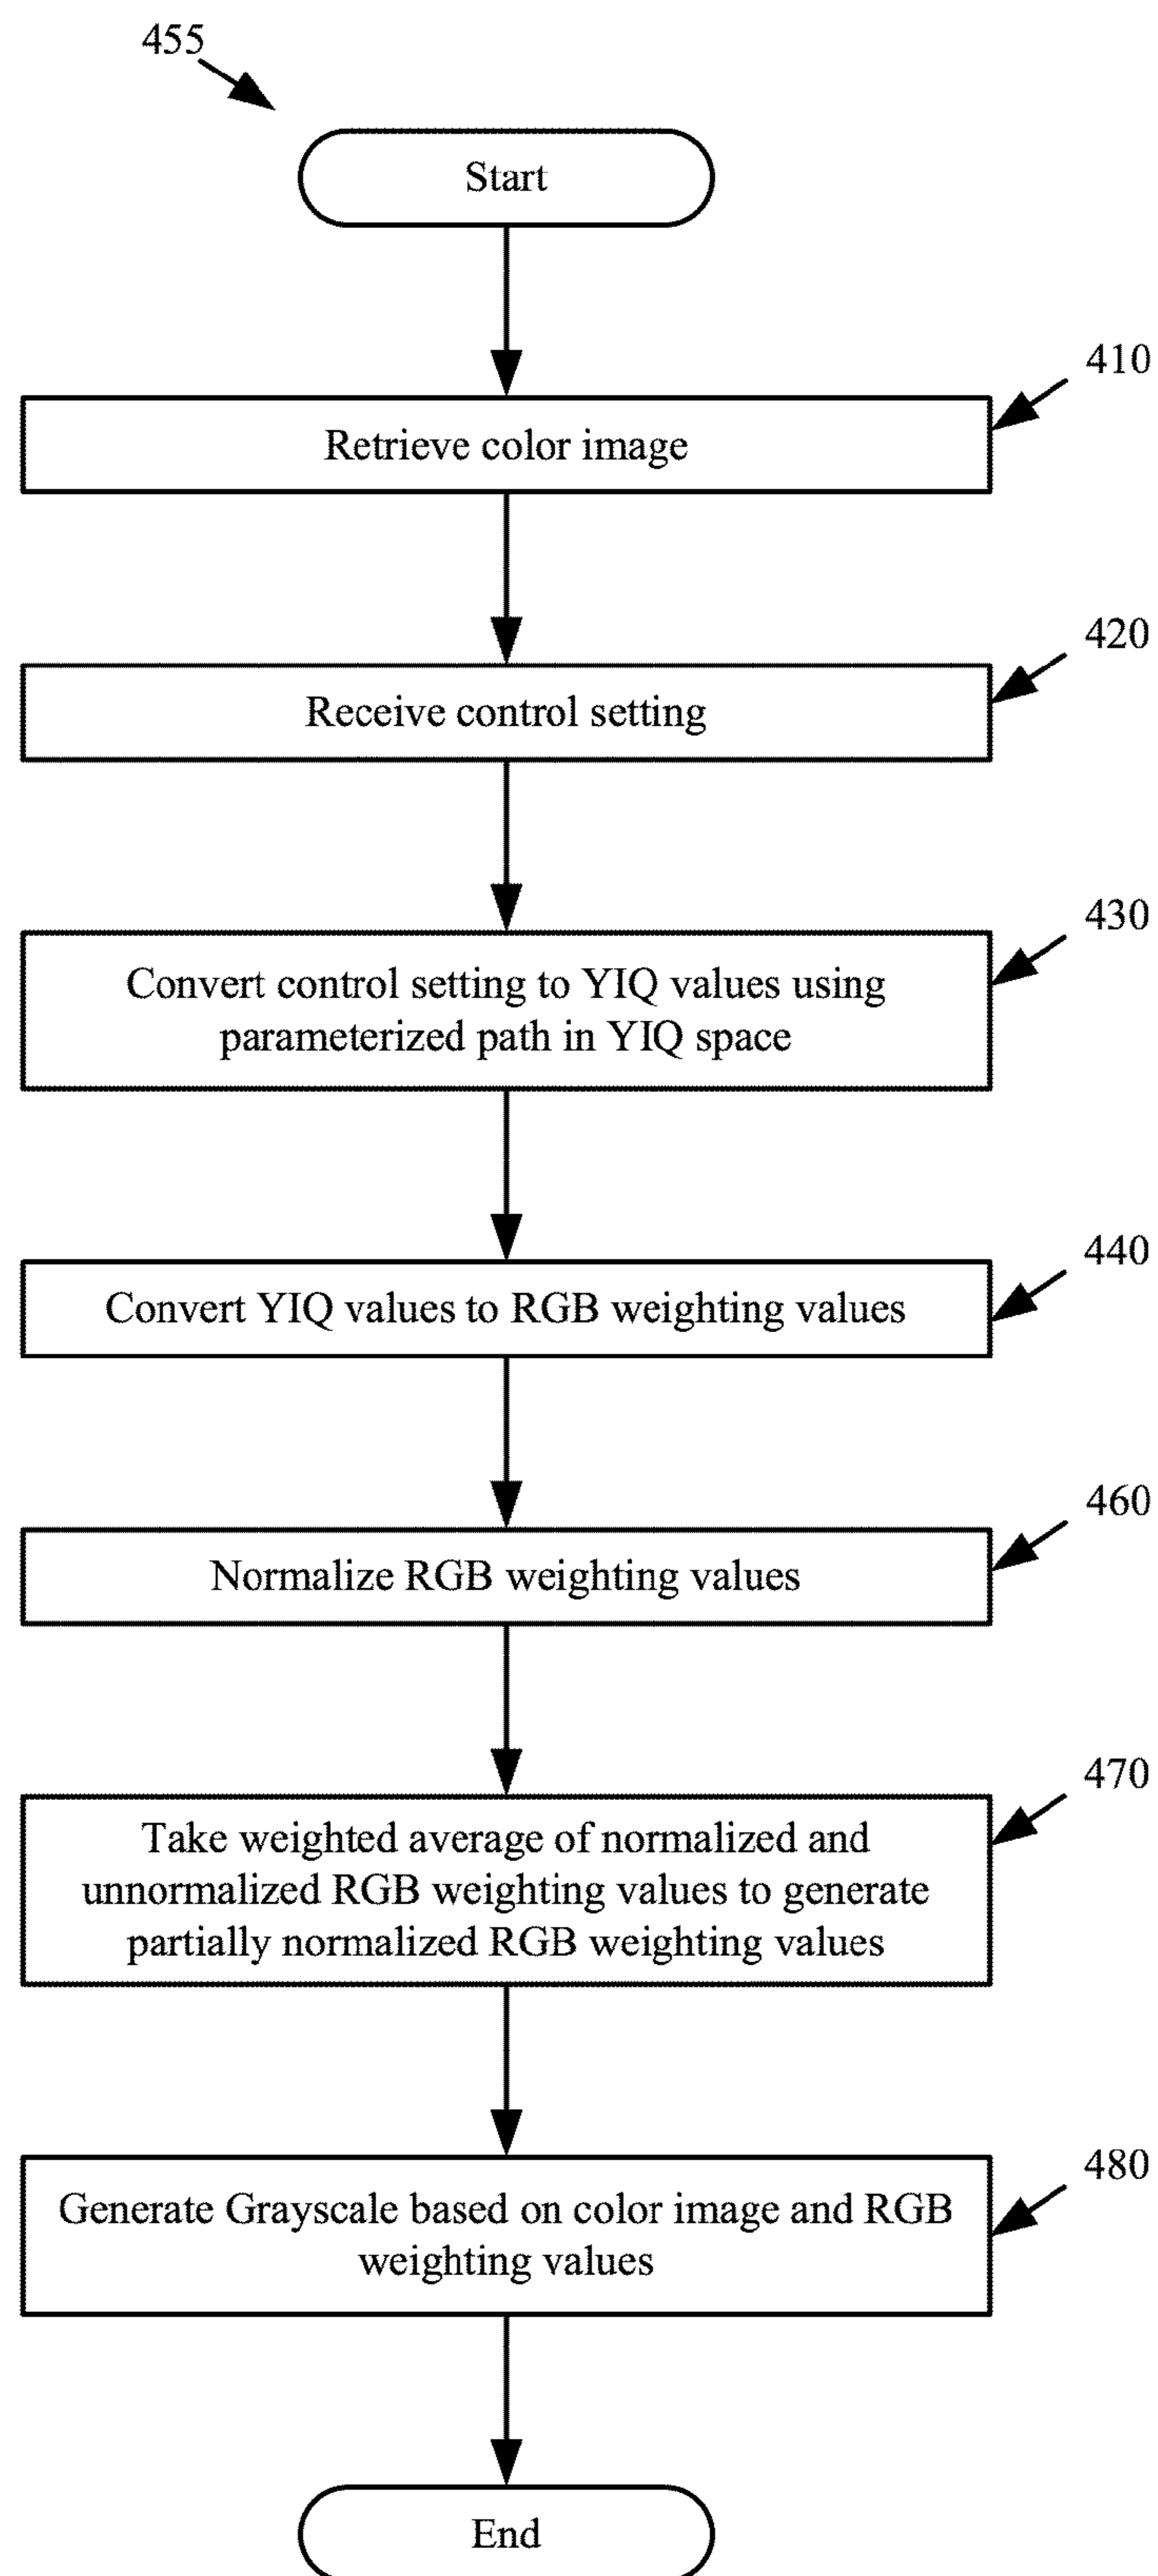 455
Start
410
Retrieve color image
420
Receive control setting
430
Convert control setting to YIQ values using
parameterized path in YIQ space
440
Convert YIQ values to RGB weighting values
460
Normalize RGB weighting values
470
Take weighted average of normalized and
unnormalized RGB weighting values to generate
partially normalized RGB weighting values
480
Generate Grayscale based on color image and RGB
weighting values
End